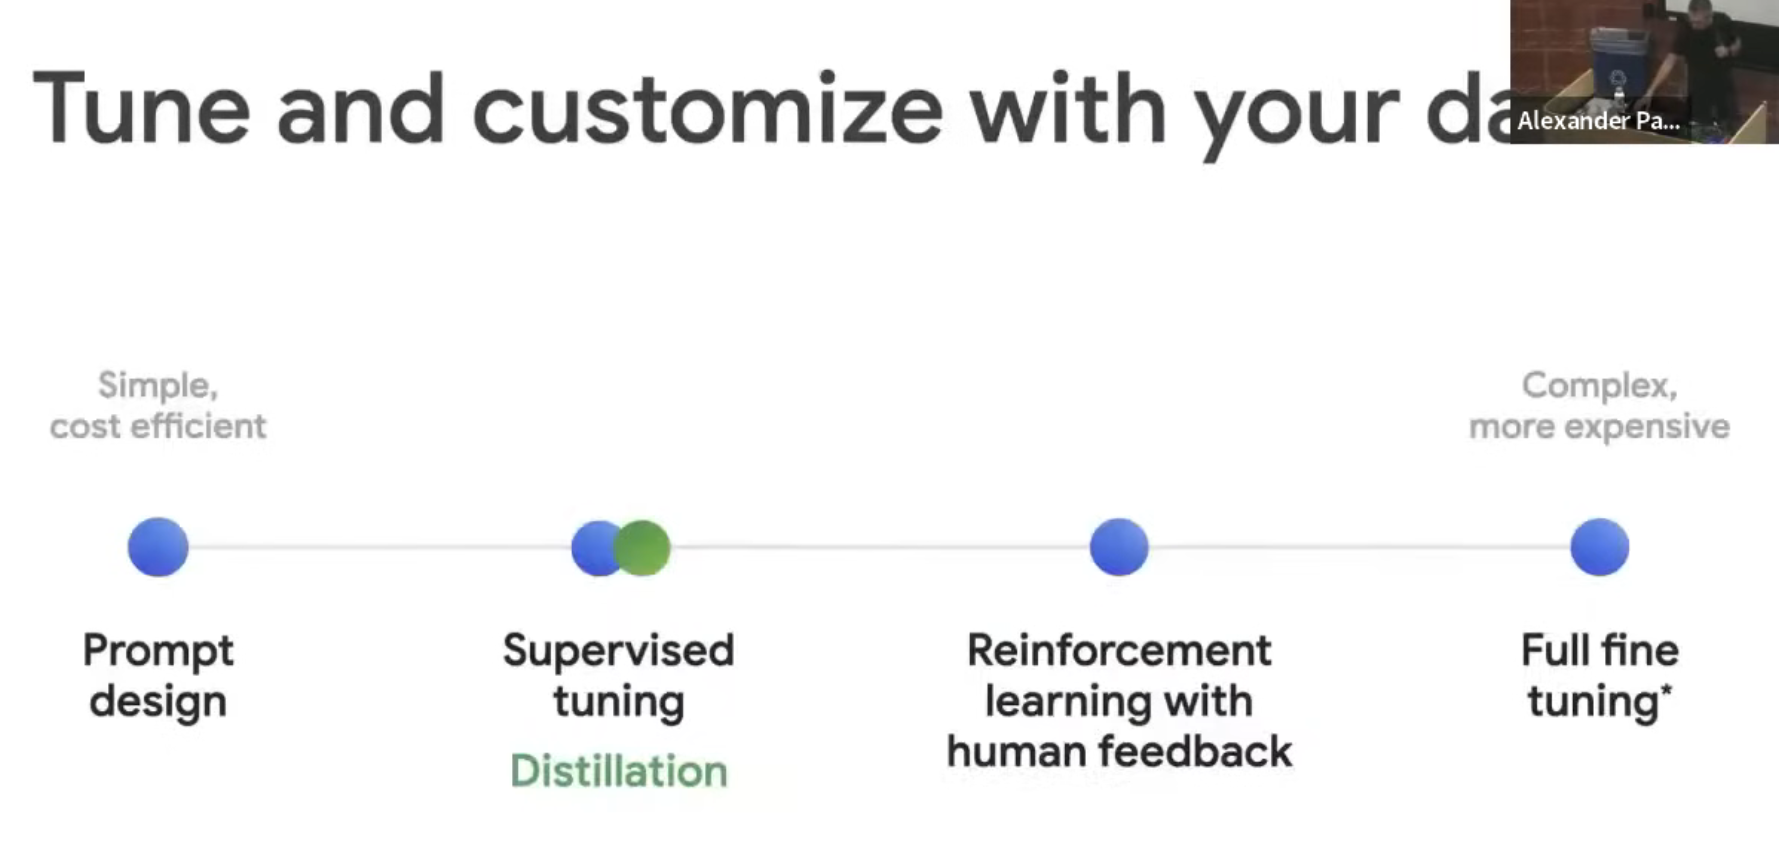 Tune and customize with your da
Alexander Pa...
Simple,
cost efficient
Complex,
more expensive
Prompt
design
Supervised
tuning
Distillation
Reinforcement
learning with
human feedback
Full fine
tuning*